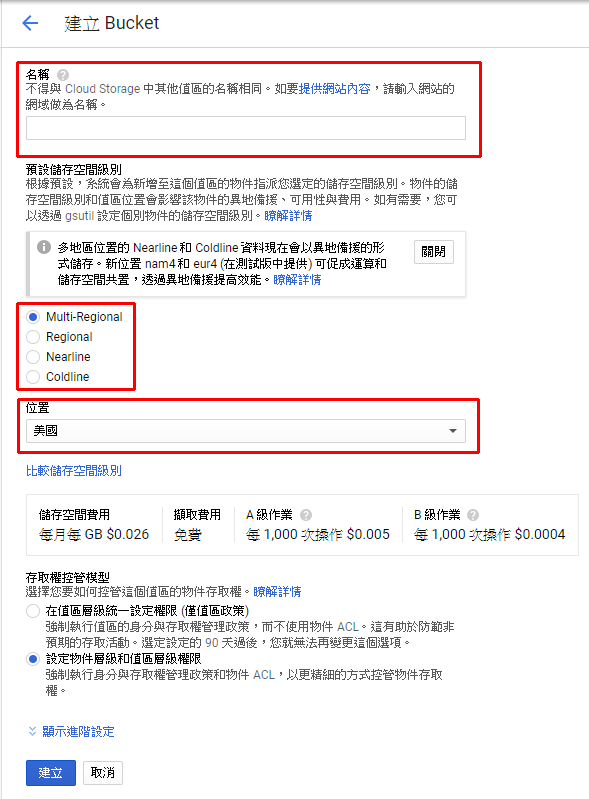 建立 Bucket
名稱
不得與 Cloud Storage 中其他值區的名稱相同。如要提供網站內容，請輸入網站的
網域做為名稱。
預設儲存空間級別
根據預設，系統會為新增至這個值區的物件指派您選定的儲存空間級別。物件的儲
存空間級別和值區位置會影響該物件的異地備援、可用性與費用。如有需要，您可
以透過 gsutil 設定個別物件的儲存空間級別。瞭解詳情
多地區位置的 Nearline 和 Coldline 資料現在會以異地備援的形
式儲存。新位置 nam4 和 eur4 (在測試版中提供) 可促成運算和
儲存空間共置，透過異地備援提高效能。瞭解詳情
關閉
Multi-Regional
Regional
Nearline
Coldline
位置
美國
比較儲存空間級別
儲存空間費用
每月每 GB $0.026
擷取費用
免費
A 級作業
每 1,000 次操作 $0.005
B 級作業
每 1,000 次操作 $0.0004
存取權控管模型
選擇您要如何控管這個值區的物件存取權。瞭解詳情
在值區層級統一設定權限 (僅值區政策)
強制執行值區的身分與存取權管理政策，而不使用物件 ACL。這有助於防範非
預期的存取活動。選定設定的 90 天過後，您就無法再變更這個選項。
設定物件層級和值區層級權限
強制執行身分與存取權管理政策和物件 ACL，以更精細的方式控管物件存取
權。
顯示進階設定
建立
取消